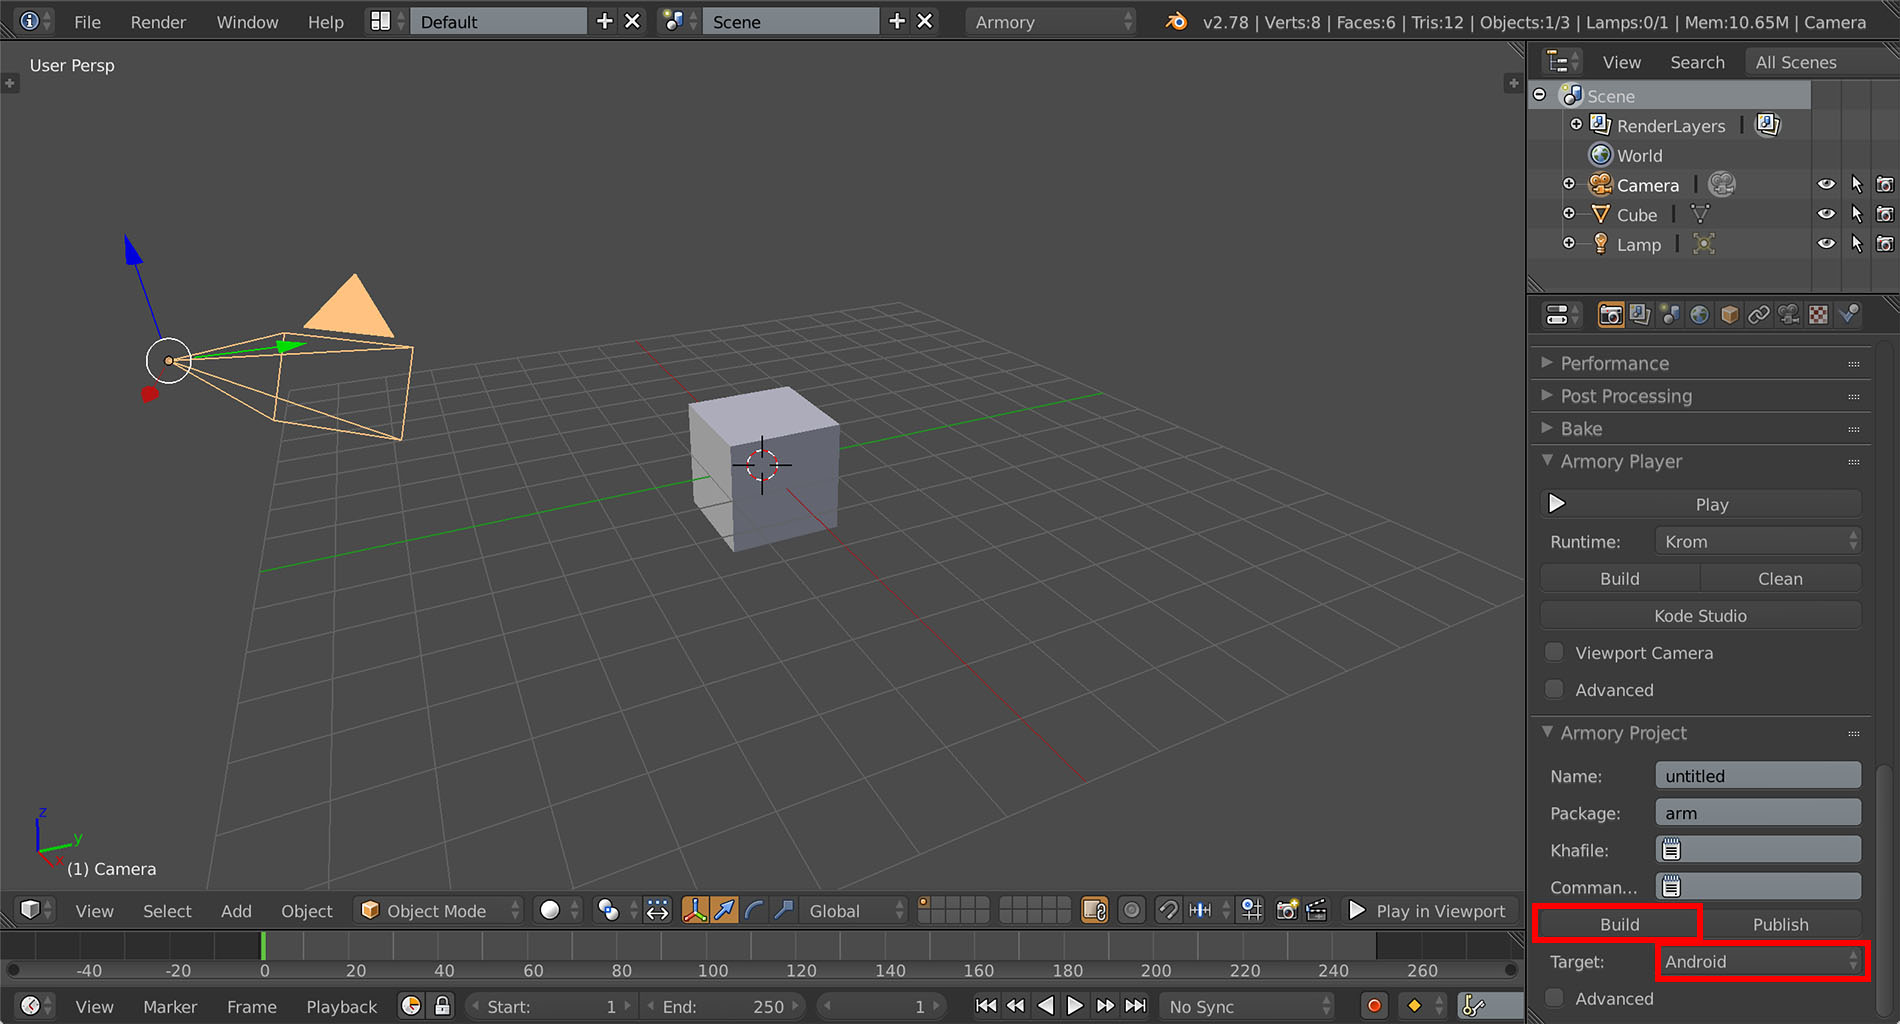 File Render Window Help Default Scene Armory v2.78 | Verts:8 | Faces:6 | Tris:12 | Objects:1/3 | Lamps:0/1 | Mem:10.65M | Camera
User Persp
z
y
x
(1) Camera
View Select Add Object Object Mode Global Play in Viewport
-40 -20 0 20 40 60 80 100 120 140 160 180 200 220 240 260
View Marker Frame Playback Start: 1 End: 250 1 No Sync
View Search All Scenes
Scene
RenderLayers
World
Camera
Cube
Lamp
Performance
Post Processing
Bake
Armory Player
Play
Runtime: Krom
Build Clean
Kode Studio
Viewport Camera
Advanced
Armory Project
Name: untitled
Package: arm
Khafile:
Comman...
Build Publish
Target: Android
Advanced